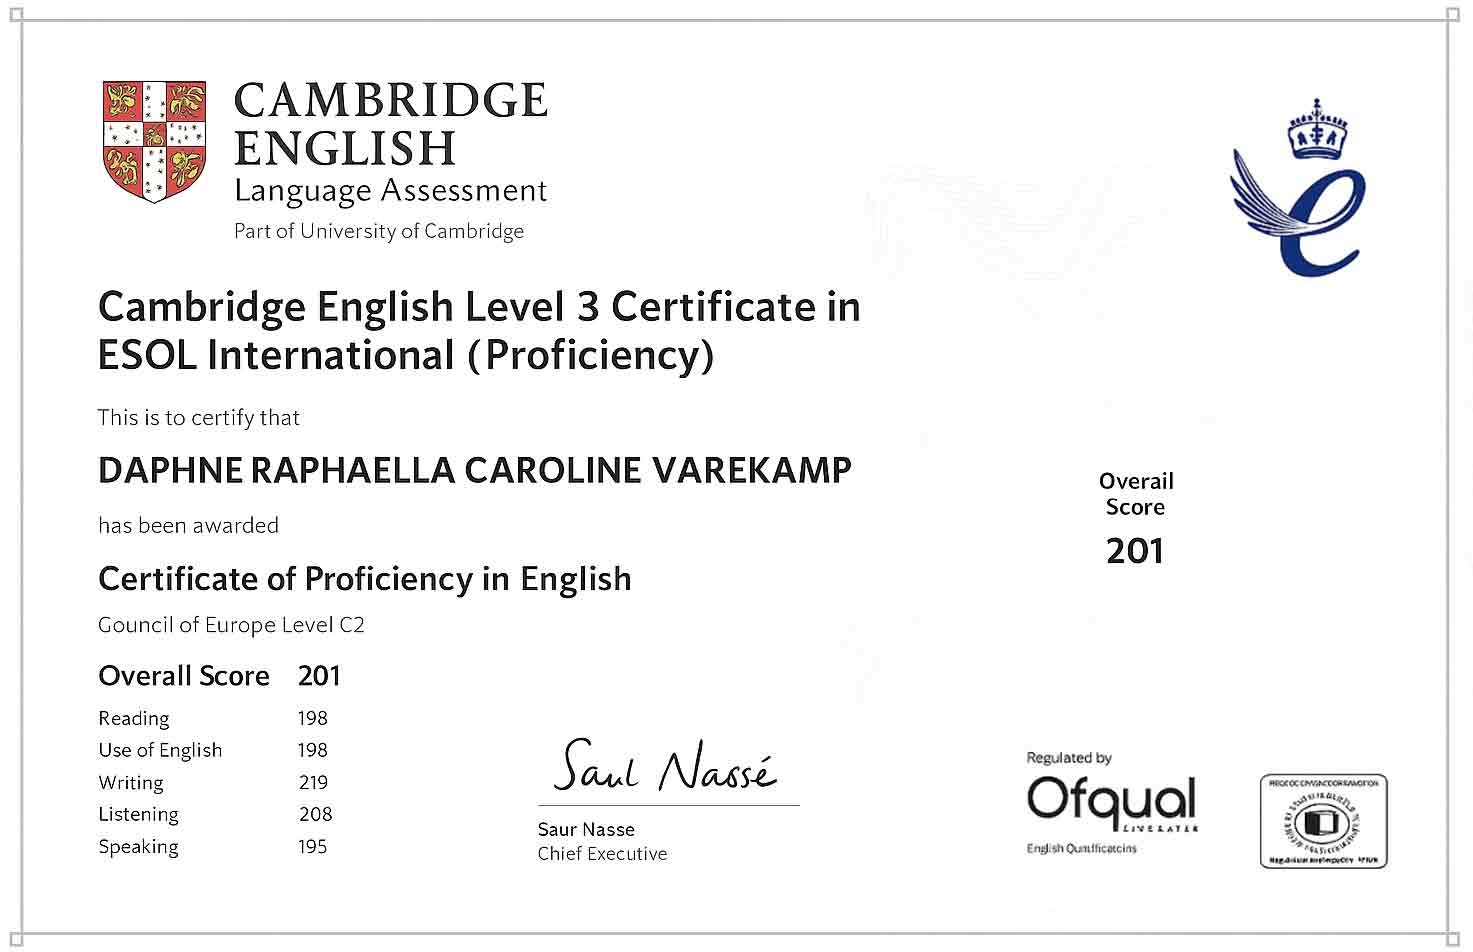 CAMBRIDGE
ENGLISH
Language Assessment
Part of University of Cambridge
Cambridge English Level 3 Certificate in
ESOL International (Proficiency)
This is to certify that
DAPHNE RAPHAELLA CAROLINE VAREKAMP
has been awarded
Certificate of Proficiency in English
Gouncil of Europe Level C2
Overail
Score
201
Overall Score 201
Reading 198
Use of English 198
Writing 219
Listening 208
Speaking 195
Saul Nassé
Saur Nasse
Chief Executive
Regulated by
Ofqual
English